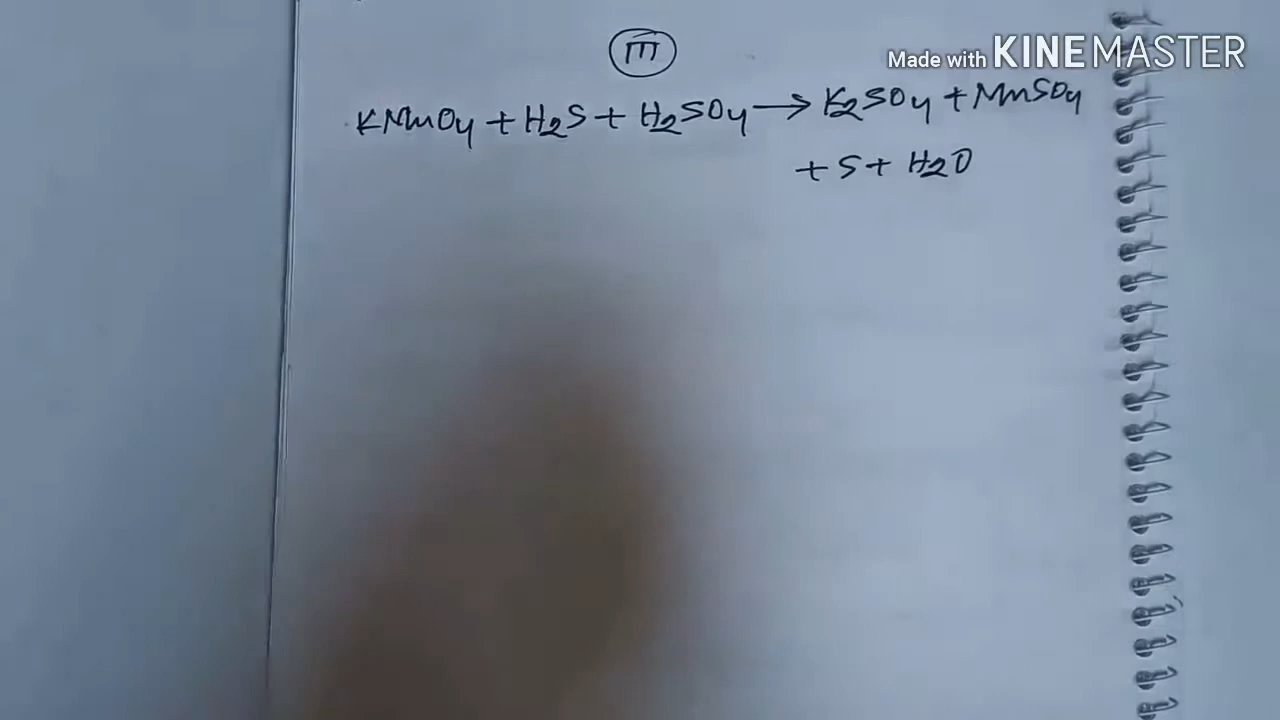 III
Made with KINEMASTER
KMnO4 + H2S + H2SO4 → K2SO4 + MnSO4
+ S + H2O